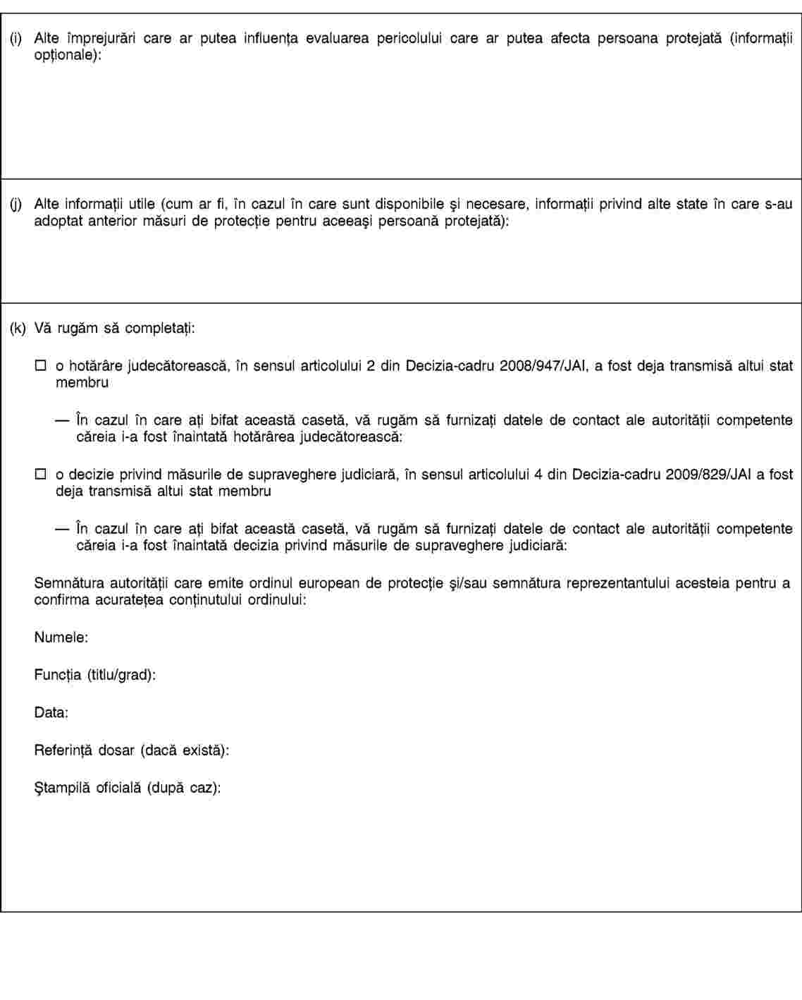 (i) Alte împrejurări care ar putea influența evaluarea pericolului care ar putea afecta persoana protejată (informații
opționale):
(j) Alte informații utile (cum ar fi, în cazul în care sunt disponibile şi necesare, informații privind alte state în care s-au
adoptat anterior măsuri de protecție pentru aceeaşi persoană protejată):
(k) Vă rugăm să completați:
☐ o hotărâre judecătorească, în sensul articolului 2 din Decizia-cadru 2008/947/JAI, a fost deja transmisă altui stat
membru
— În cazul în care ați bifat această casetă, vă rugăm să furnizați datele de contact ale autorității competente
căreia i-a fost înaintată hotărârea judecătorească:
☐ o decizie privind măsurile de supraveghere judiciară, în sensul articolului 4 din Decizia-cadru 2009/829/JAI a fost
deja transmisă altui stat membru
— În cazul în care ați bifat această casetă, vă rugăm să furnizați datele de contact ale autorității competente
căreia i-a fost înaintată decizia privind măsurile de supraveghere judiciară:
Semnătura autorității care emite ordinul european de protecție şi/sau semnătura reprezentantului acesteia pentru a
confirma acuratețea conținutului ordinului:
Numele:
Funcția (titlu/grad):
Data:
Referință dosar (dacă există):
Ştampilă oficială (după caz):